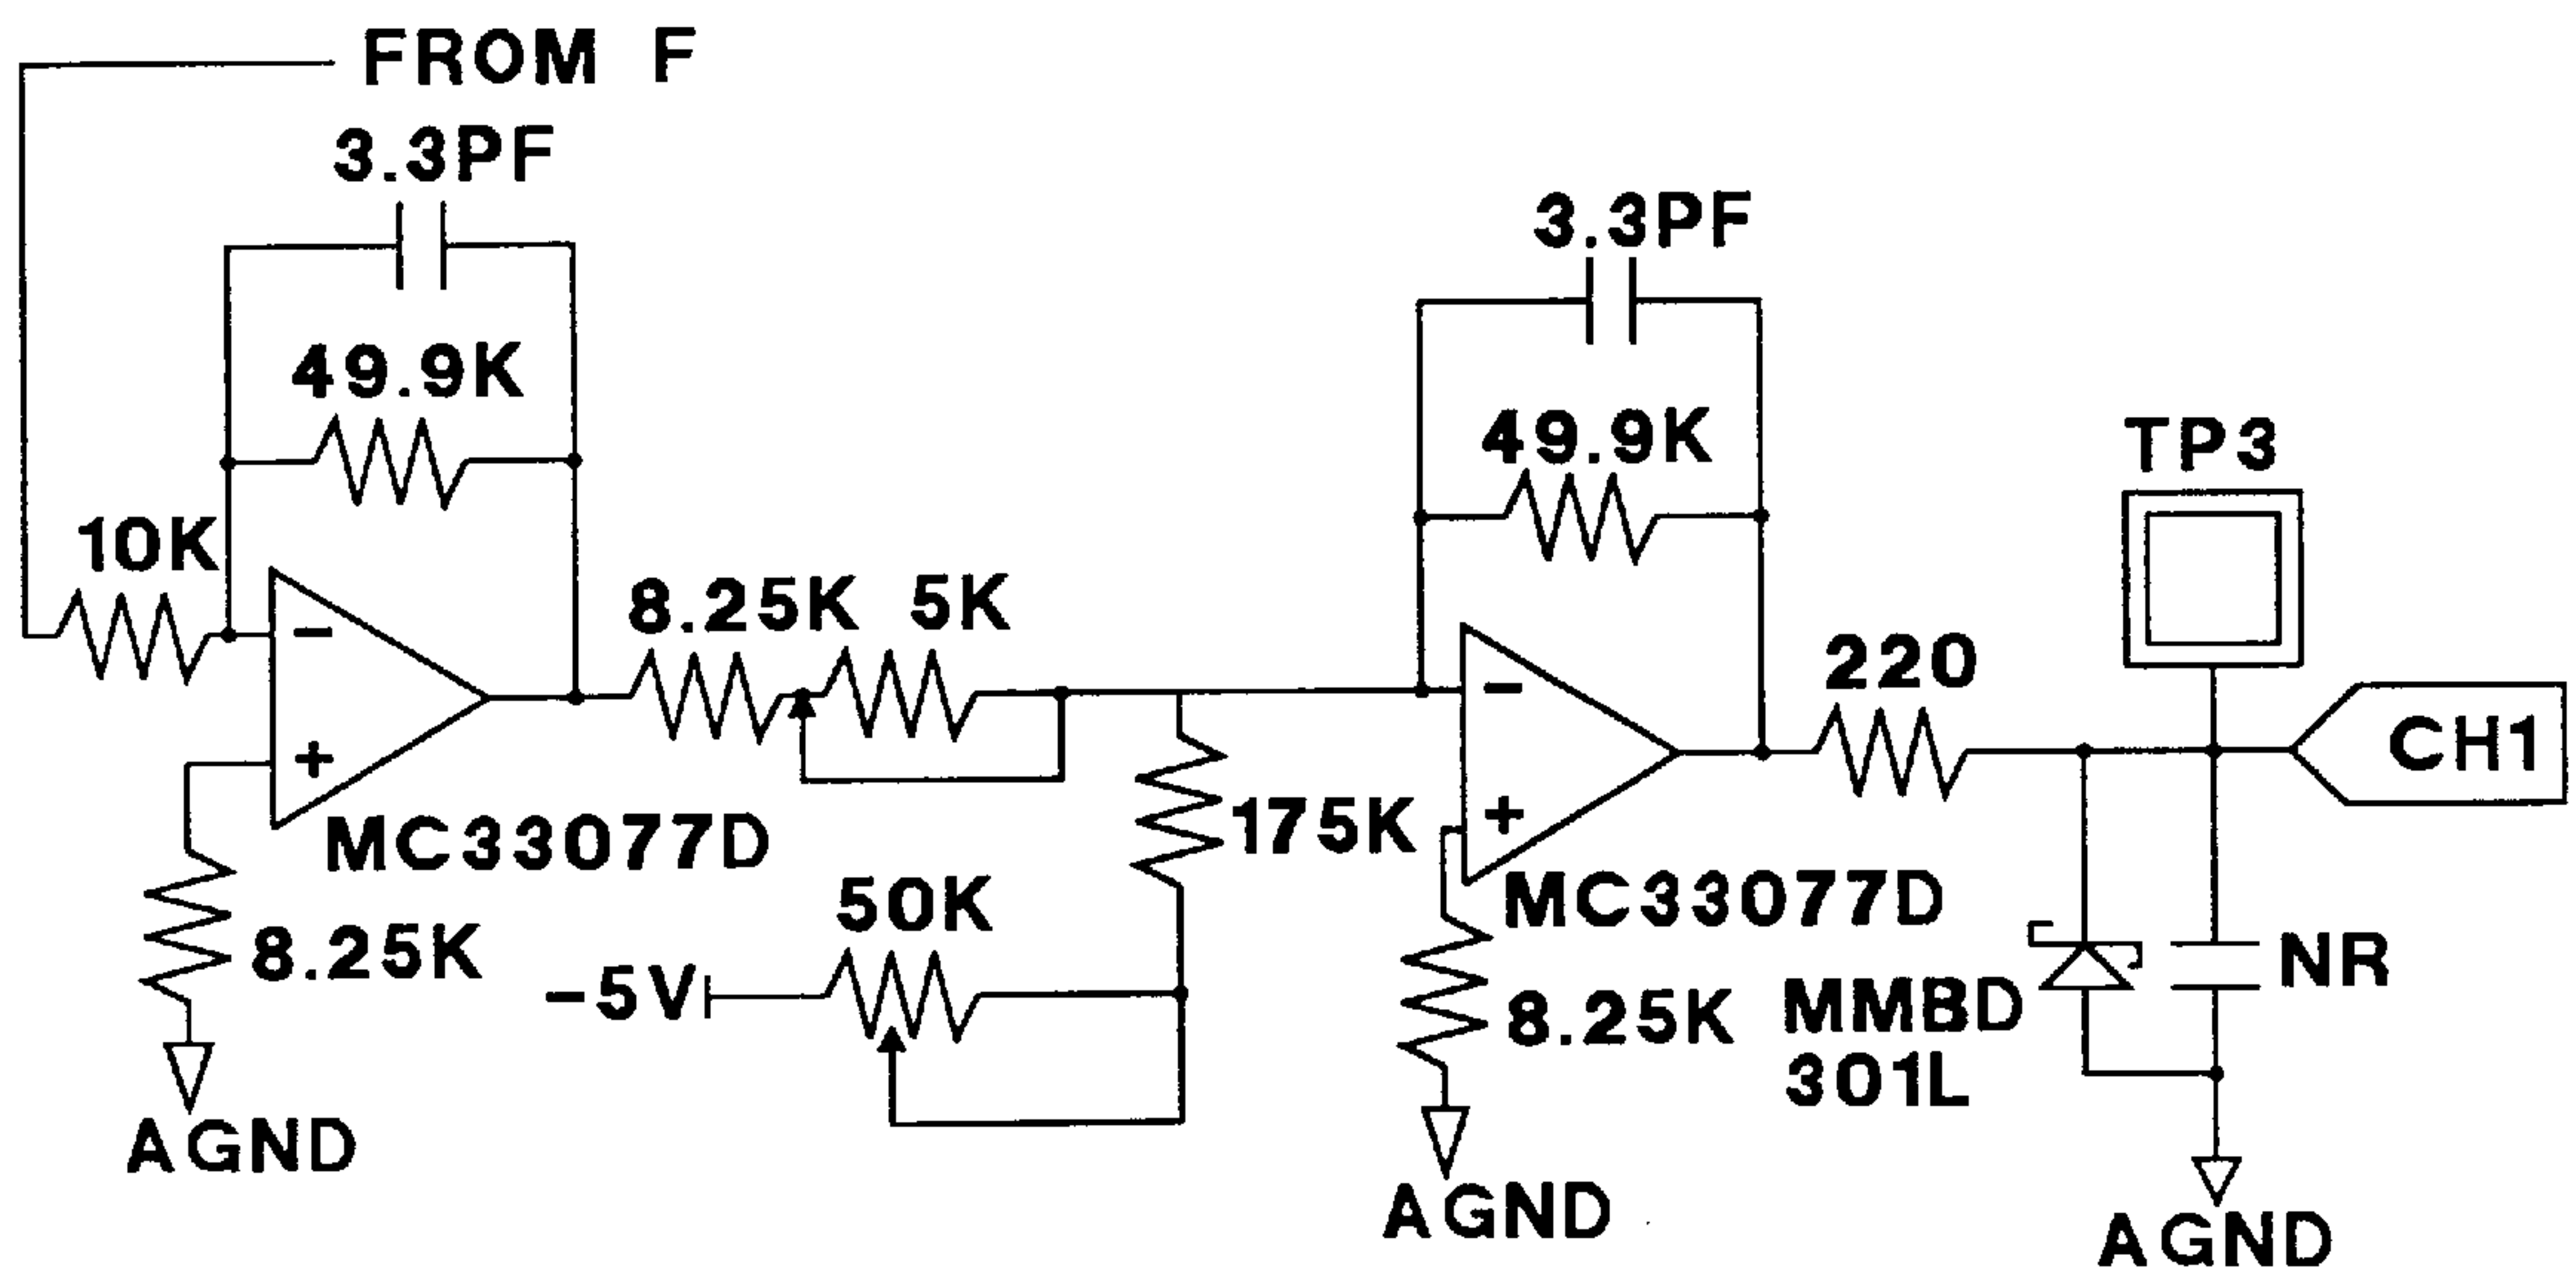 FROM F
3.3PF
49.9K
10K
−
+
MC33077D
8.25K
AGND
8.25K 5K
175K
50K
−5V
3.3PF
49.9K
−
+
MC33077D
8.25K
AGND
220
TP3
CH1
MMBD
301L
NR
AGND